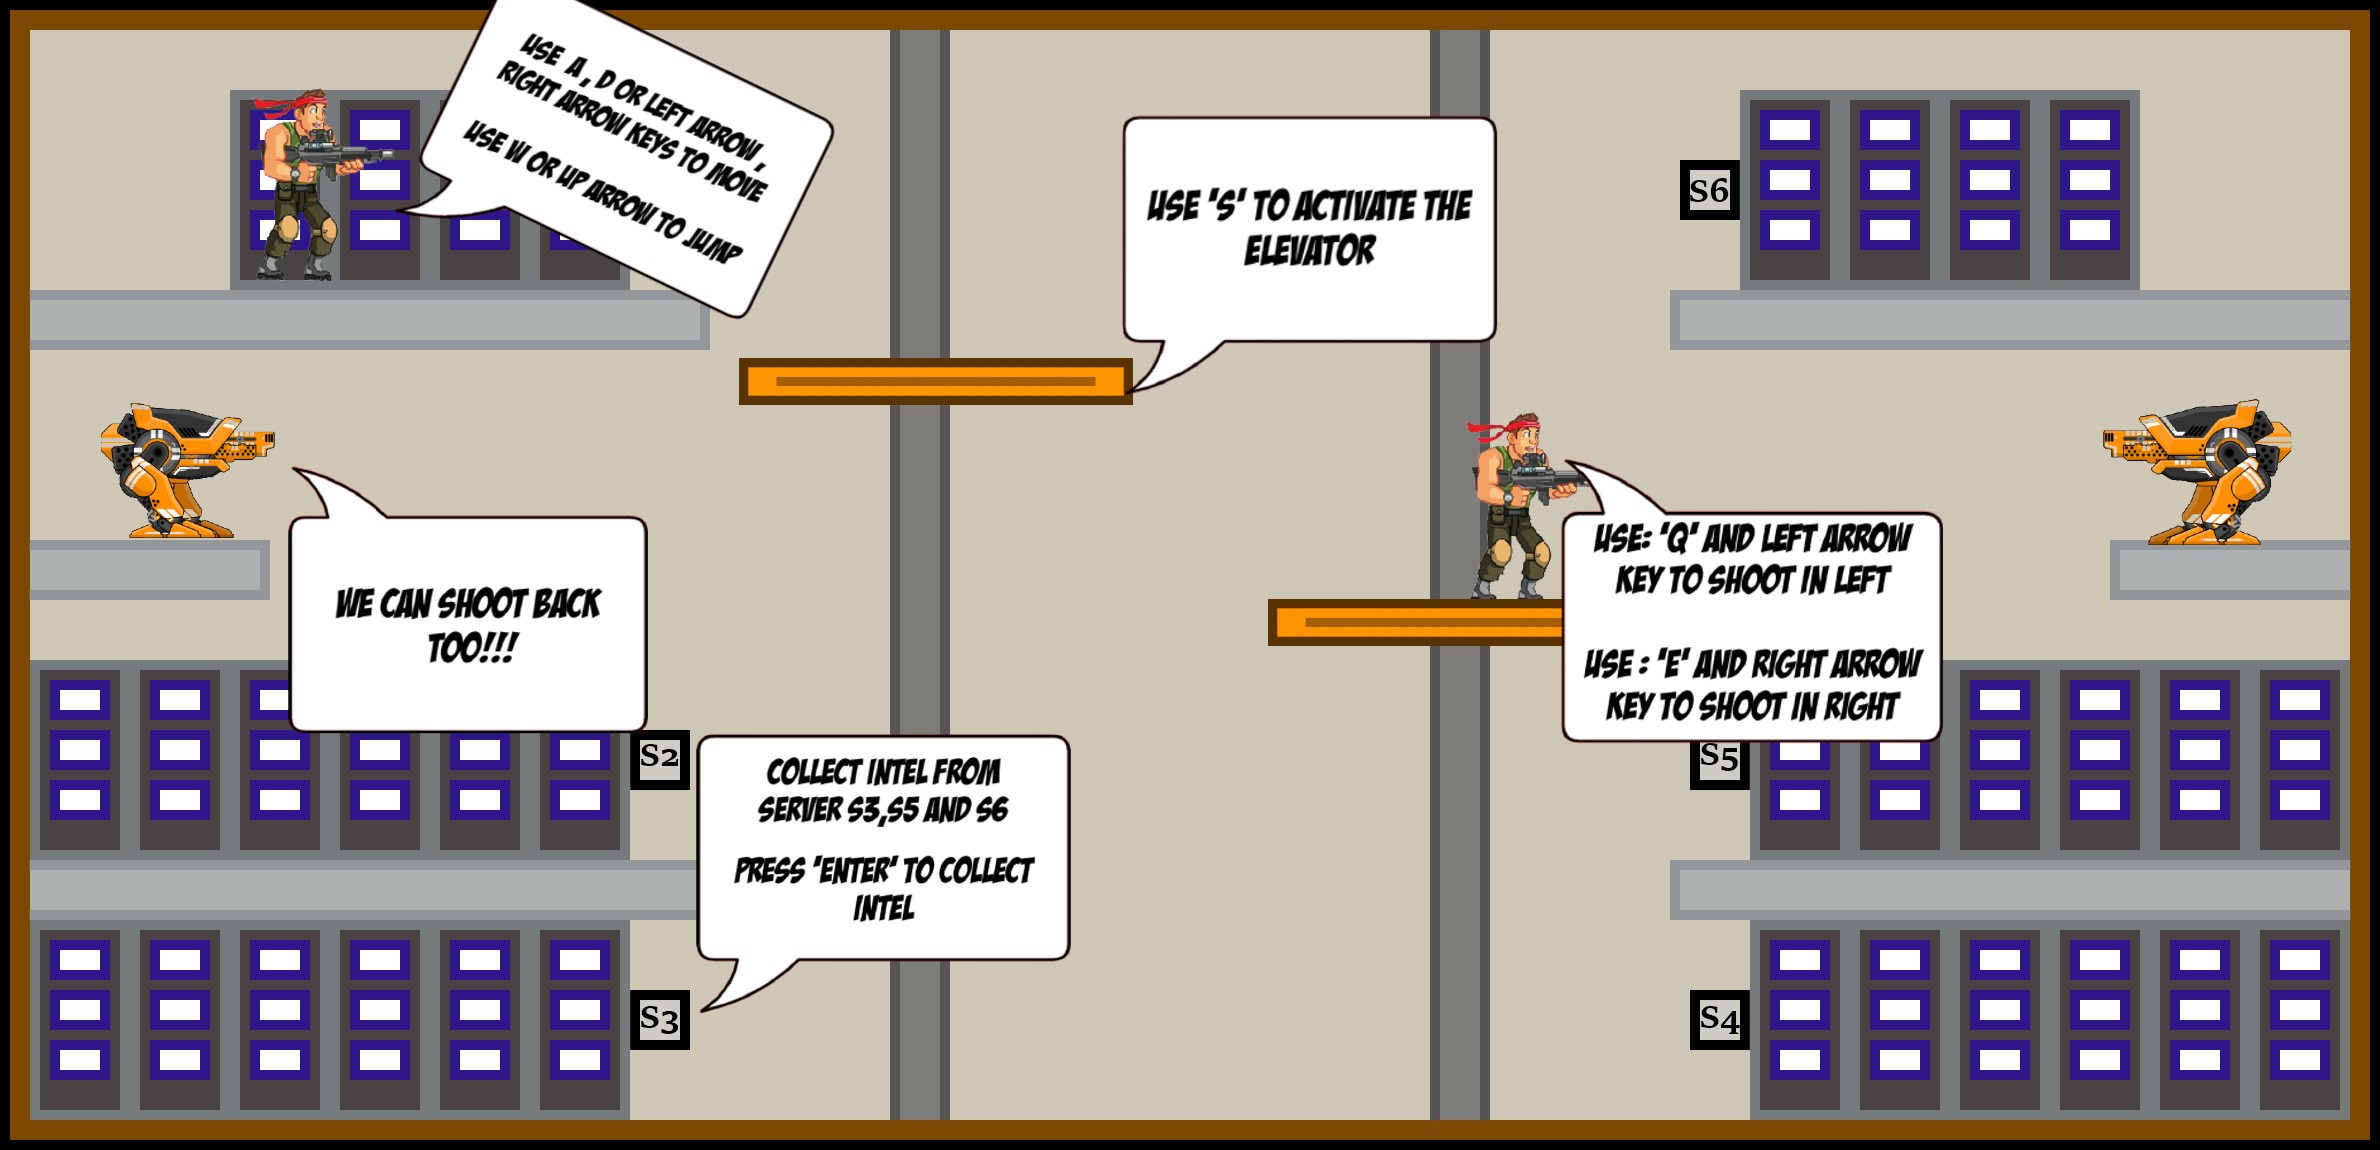 USE A , D OR LEFT ARROW ,
RIGHT ARROW KEYS TO MOVE
USE W OR UP ARROW TO JUMP
USE 'S' TO ACTIVATE THE
ELEVATOR
S6
USE: 'Q' AND LEFT ARROW
KEY TO SHOOT IN LEFT
USE : 'E' AND RIGHT ARROW
KEY TO SHOOT IN RIGHT
WE CAN SHOOT BACK
TOO!!!
S2
S5
COLLECT INTEL FROM
SERVER S3,S5 AND S6
PRESS 'ENTER' TO COLLECT
INTEL
S3
S4